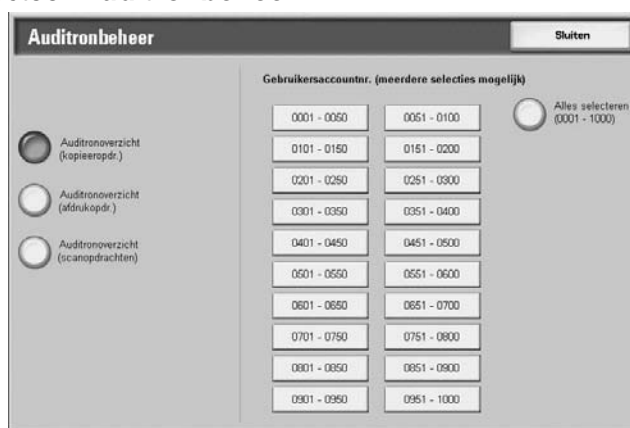 Auditronbeheer
Sluiten
Gebruikersaccountnr. (meerdere selecties mogelijk)
Auditronoverzicht
(kopieeropdr.)
Auditronoverzicht
(afdrukopdr.)
Auditronoverzicht
(scanopdrachten)
0001 - 0050
0051 - 0100
0101 - 0150
0151 - 0200
0201 - 0250
0251 - 0300
0301 - 0350
0351 - 0400
0401 - 0450
0451 - 0500
0501 - 0550
0551 - 0600
0601 - 0650
0651 - 0700
0701 - 0750
0751 - 0800
0801 - 0850
0851 - 0900
0901 - 0950
0951 - 1000
Alles selecteren
(0001 - 1000)